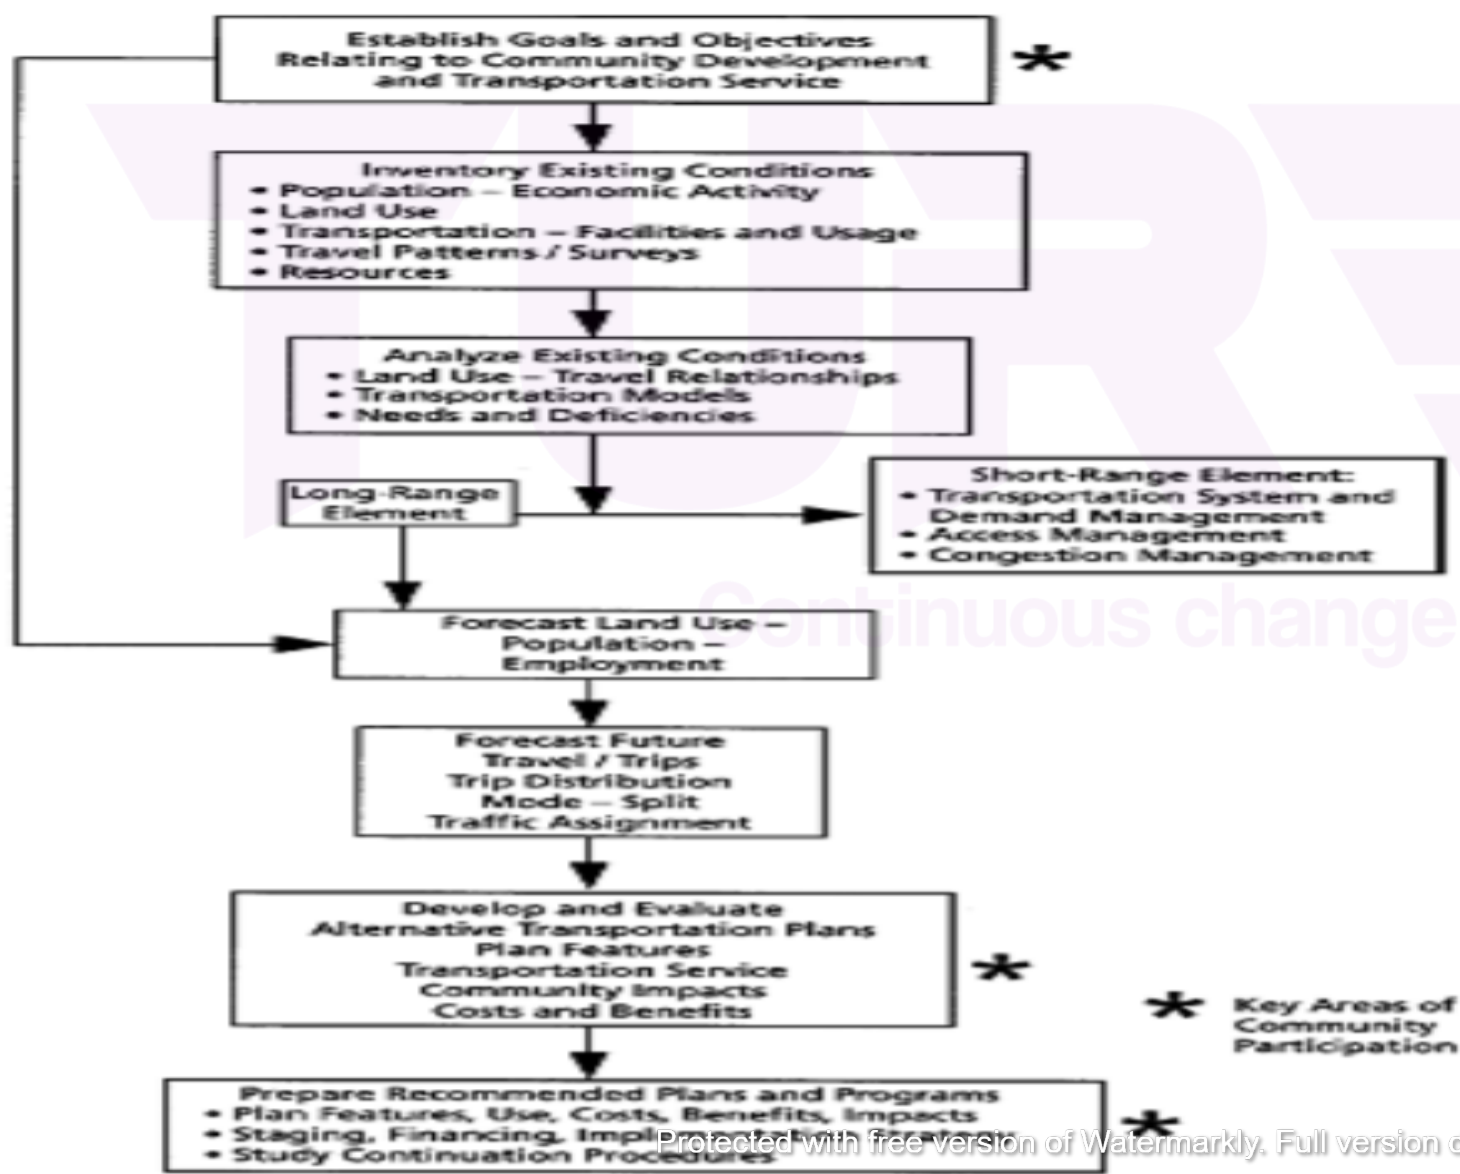 Establish Goals and Objectives
Relating to Community Development
and Transportation Service
*
Inventory Existing Conditions
• Population – Economic Activity
• Land Use
• Transportation – Facilities and Usage
• Travel Patterns / Surveys
• Resources
Analyze Existing Conditions
• Land Use – Travel Relationships
• Transportation Models
• Needs and Deficiencies
Long-Range
Element
Short-Range Element:
• Transportation System and
Demand Management
• Access Management
• Congestion Management
Continuous change
Forecast Land Use –
Population –
Employment
Forecast Future
Travel / Trips
Trip Distribution
Mode – Split
Traffic Assignment
Develop and Evaluate
Alternative Transportation Plans
Plan Features
Transportation Service
Community Impacts
Costs and Benefits
*
* Key Areas of
Community
Participation
Prepare Recommended Plans and Programs
• Plan Features, Use, Costs, Benefits, Impacts
*
• Staging, Financing,
Protected with free version of Watermarkly. Full version
• Study Continuation Procedures